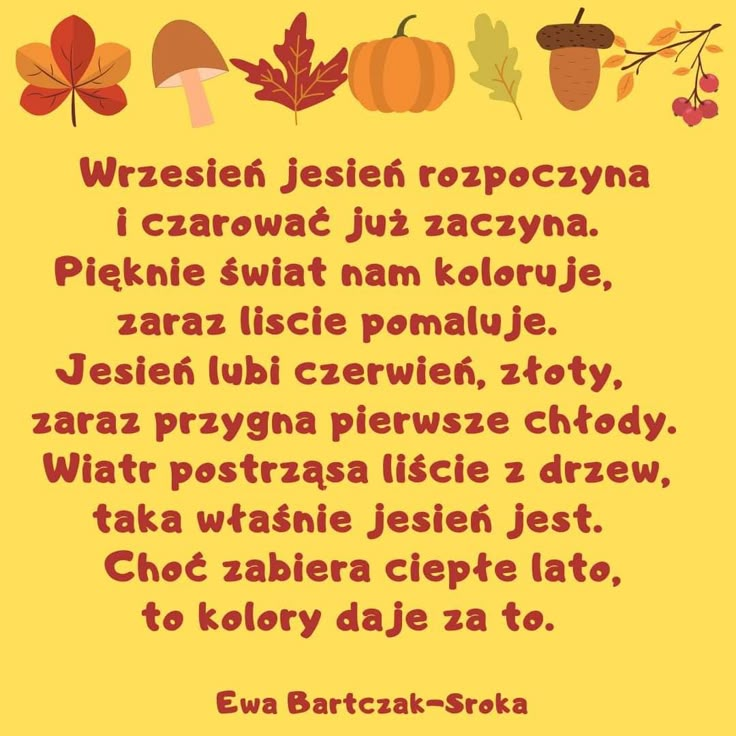 Wrzesień jesień rozpoczyna
i czarować już zaczyna.
Pięknie świat nam koloruje,
zaraz liscie pomaluje.
Jesień lubi czerwień, złoty,
zaraz przygna pierwsze chłody.
Wiatr postrząsa liście z drzew,
taka właśnie jesień jest.
Choć zabiera ciepłe lato,
to kolory daje za to.
Ewa Bartczak-Sroka